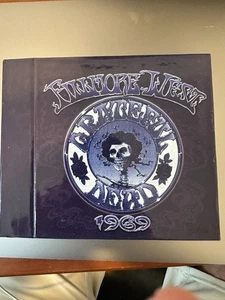 FILLMORE WEST
GRATEFUL
DEAD
1969